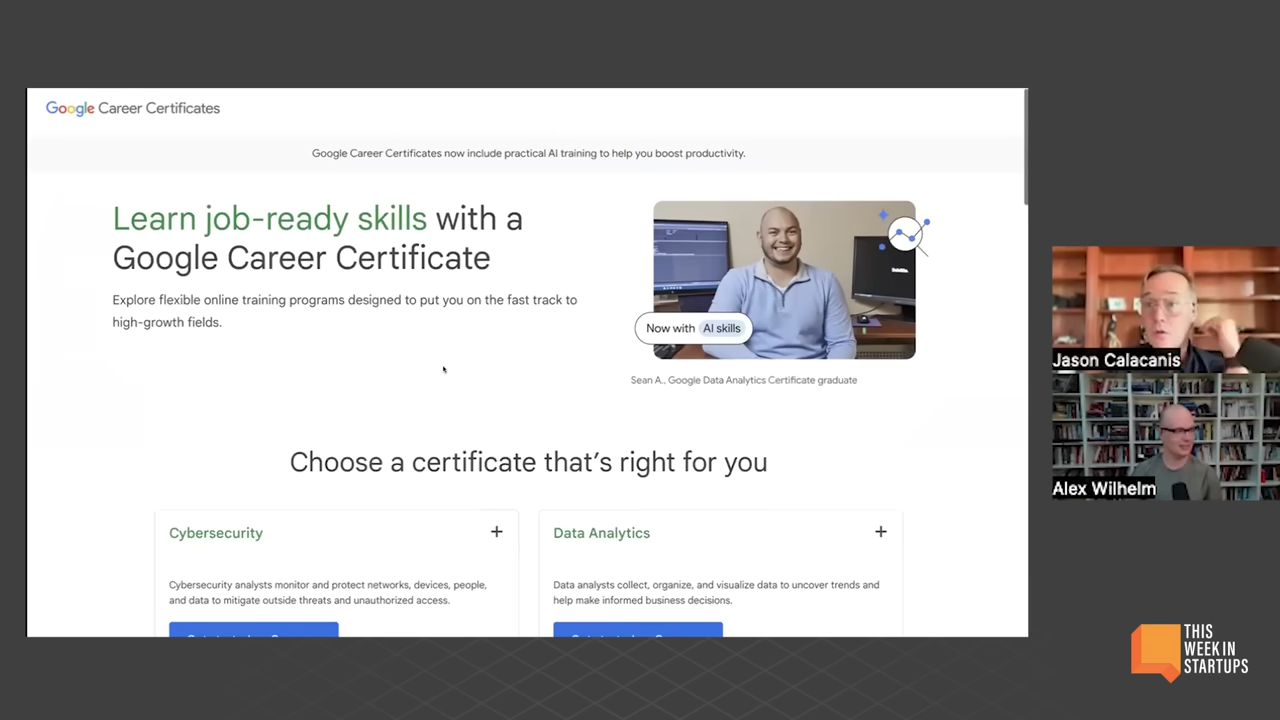 Google Career Certificates
Google Career Certificates now include practical AI training to help you boost productivity.
Learn job-ready skills with a
Google Career Certificate
Explore flexible online training programs designed to put you on the fast track to
high-growth fields.
Now with AI skills
Sean A., Google Data Analytics Certificate graduate
Choose a certificate that's right for you
Cybersecurity
+
Cybersecurity analysts monitor and protect networks, devices, people,
and data to mitigate outside threats and unauthorized access.
Data Analytics
+
Data analysts collect, organize, and visualize data to uncover trends and
help make informed business decisions.
Jason Calacanis
Alex Wilhelm
THIS
WEEK IN
STARTUPS